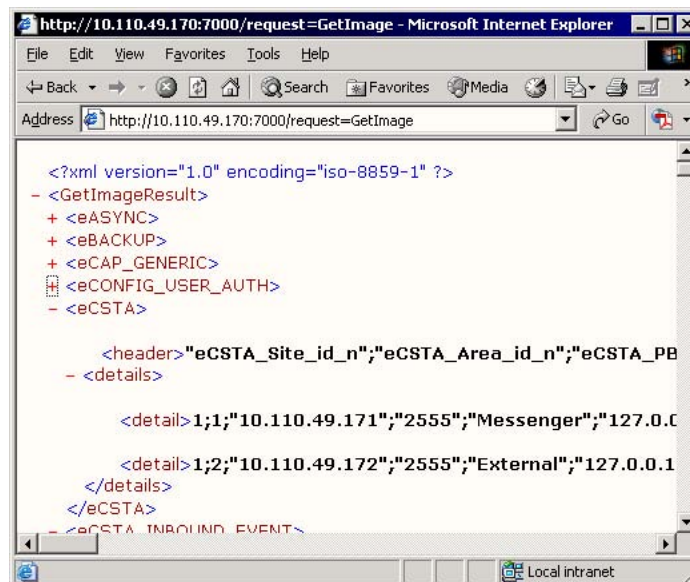 http://10.110.49.170:7000/request=GetImage - Microsoft Internet Explorer
File Edit View Favorites Tools Help
Back Search Favorites Media
Address http://10.110.49.170:7000/request=GetImage Go
<?xml version="1.0" encoding="iso-8859-1" ?>
- <GetImageResult>
+ <eASYNC>
+ <eBACKUP>
+ <eCAP_GENERIC>
+ <eCONFIG_USER_AUTH>
- <eCSTA>
<header>"eCSTA_Site_id_n";"eCSTA_Area_id_n";"eCSTA_PB
- <details>
<detail>1;1;"10.110.49.171";"2555";"Messenger";"127.0.0
<detail>1;2;"10.110.49.172";"2555";"External";"127.0.0.1
</details>
</eCSTA>
- <eCSTA_INBOUND_EVENT>
Local intranet